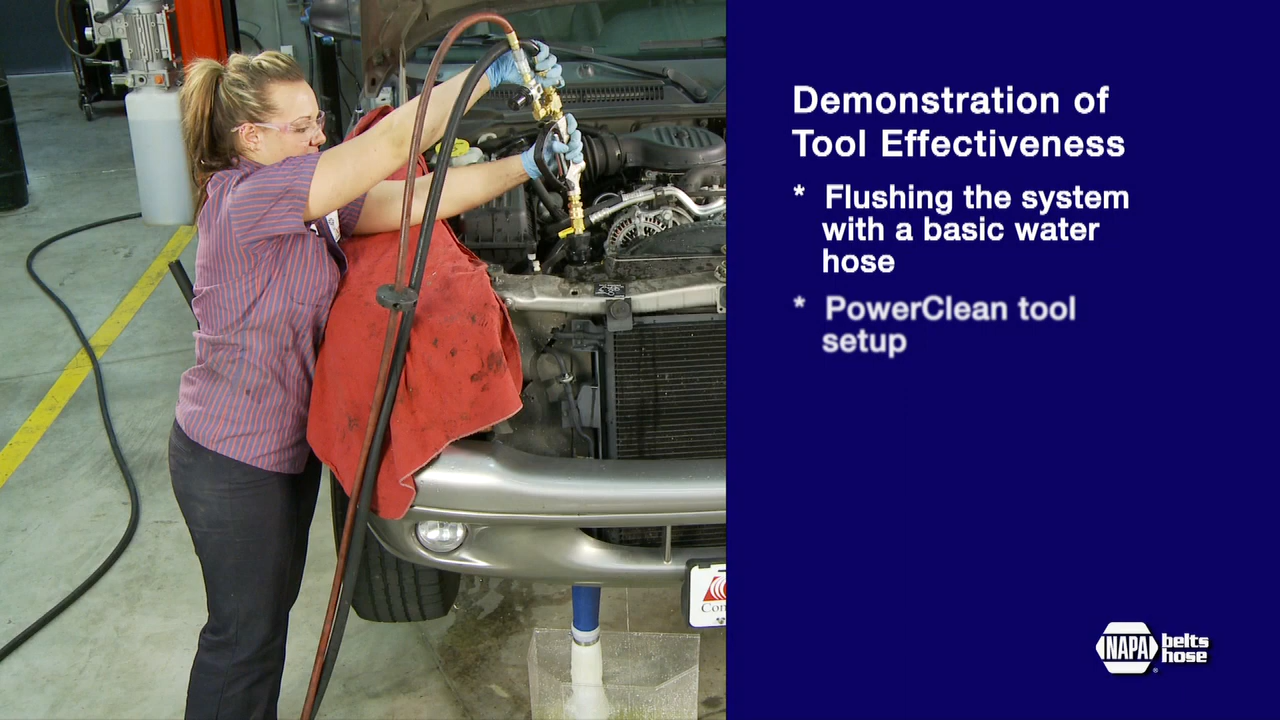 Demonstration of
Tool Effectiveness
* Flushing the system
with a basic water
hose
* PowerClean tool
setup
NAPA
belts
hose